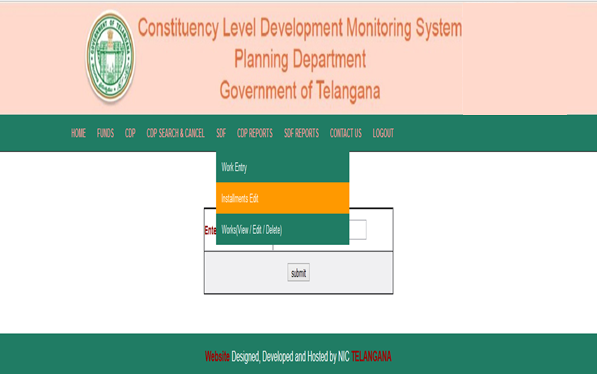 Constituency Level Development Monitoring System
Planning Department
Government of Telangana
HOME FUNDS CDP CDP SEARCH & CANCEL SDF CDP REPORTS SDF REPORTS CONTACT US LOGOUT
Work Entry
Installments Edit
Ente
Works(View / Edit / Delete)
submit
Website Designed, Developed and Hosted by NIC TELANGANA